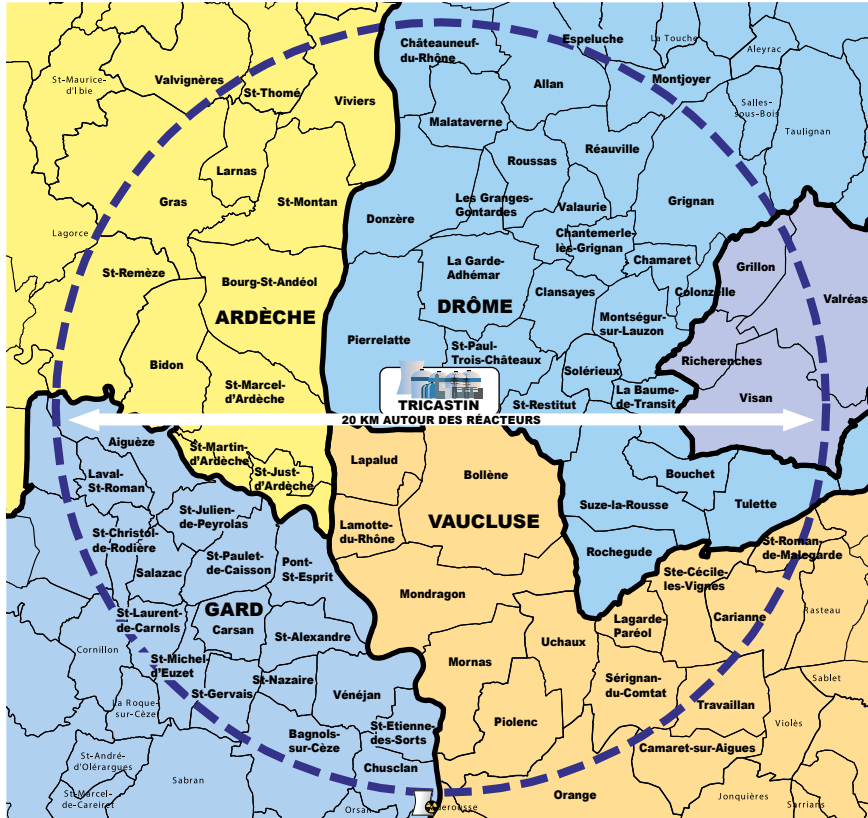 Châteauneuf-
du-Rhône
Espeluche
La Touche
Aleyrac
St-Maurice-
d'Ibie
Valvignères
St-Thomé
Viviers
Allan
Montjoyer
Salles-
sous-Bois
Taulignan
Malataverne
Réauville
Roussas
Larnas
Gras
St-Montan
Les Granges-
Gontardes
Valaurie
Grignan
Donzère
Lagorce
Chantemerle-
lès-Grignan
Chamaret
St-Remèze
Bourg-St-Andéol
La Garde-
Adhémar
Clansayes
Colonzelle
Grillon
Valréas
ARDÈCHE
DRÔME
Montségur-
sur-Lauzon
Pierrelatte
St-Paul-
Trois-Châteaux
Bidon
Solérieux
Richerenches
St-Marcel-
d'Ardèche
TRICASTIN
St-Restitut
La Baume-
de-Transit
Visan
20 KM AUTOUR DES RÉACTEURS
Aiguèze
St-Martin-
d'Ardèche
St-Just-
d'Ardèche
Lapalud
Bollène
Bouchet
Laval-
St-Roman
St-Julien-
de-Peyrolas
Suze-la-Rousse
Tulette
St-Christol-
de-Rodière
Lamotte-
du-Rhône
VAUCLUSE
Rochegude
St-Roman-
de-Malegarde
St-Paulet-
de-Caisson
Pont-
St-Esprit
Salazac
Ste-Cécile-
les-Vignes
Mondragon
St-Laurent-
de-Carnols
GARD
Carsan
St-Alexandre
Lagarde-
Paréol
Carianne
Rasteau
Uchaux
Cornillon
St-Michel-
d'Euzet
Mornas
Sérignan-
du-Comtat
Sablet
St-Nazaire
St-Gervais
Vénéjan
La Roque-
sur-Cèze
Travaillan
Violès
Piolenc
Bagnols-
sur-Cèze
St-Etienne-
des-Sorts
Camaret-sur-Aigues
St-André-
d'Olérargues
Chusclan
Sabran
Orange
Jonquières
St-Marcel-
de-Careiret
Orsan
Sarrians